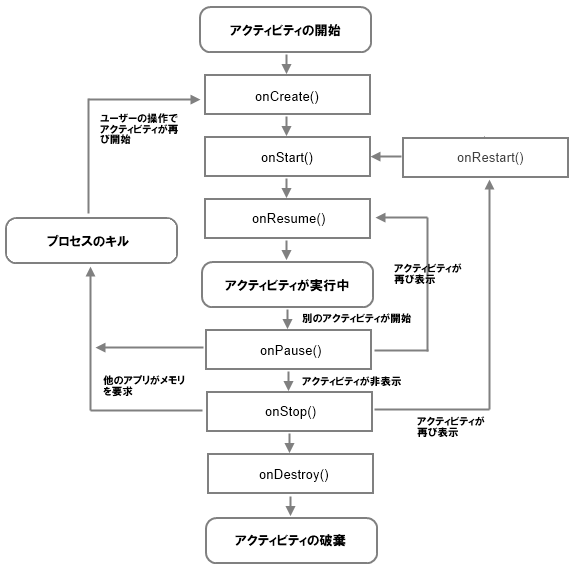 アクティビティの開始
onCreate()
ユーザーの操作で
アクティビティが再
び開始
onStart()
onRestart()
onResume()
プロセスのキル
アクティビティが
再び表示
アクティビティが実行中
別のアクティビティが開始
onPause()
アクティビティが非表示
他のアプリがメモリ
を要求
onStop()
アクティビティが
再び表示
onDestroy()
アクティビティの破棄